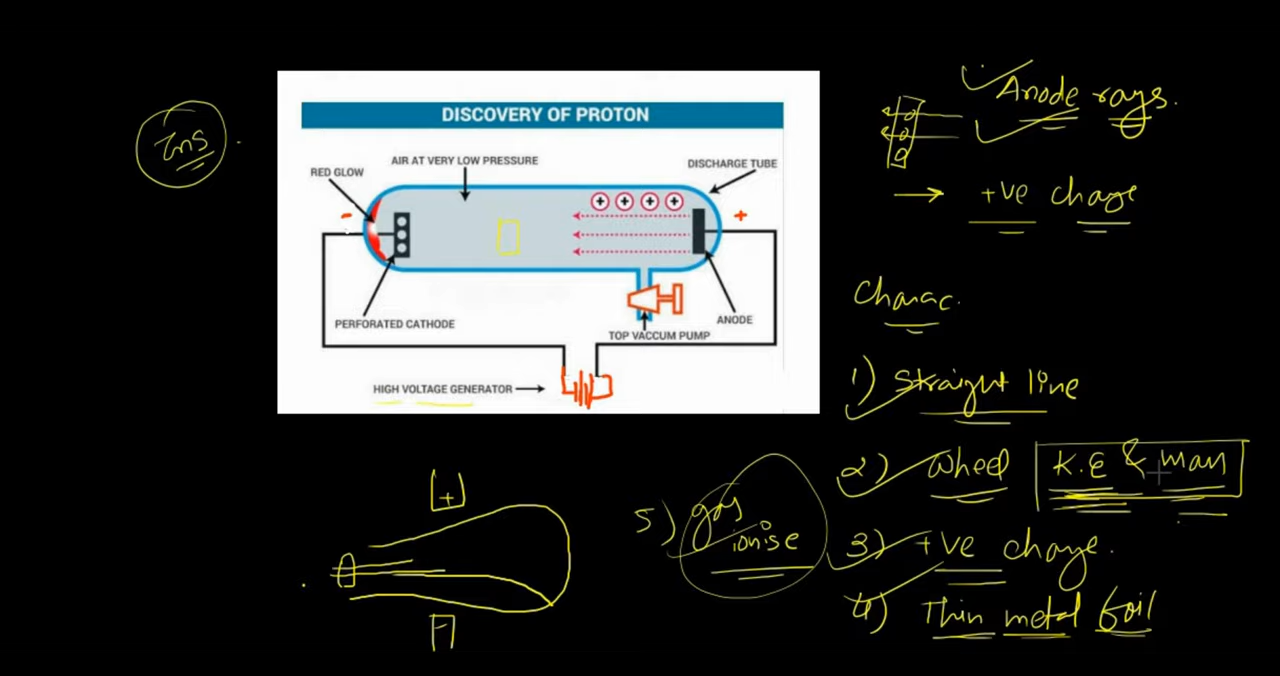 Anode rays.
+ve charge
ZnS
DISCOVERY OF PROTON
AIR AT VERY LOW PRESSURE
DISCHARGE TUBE
RED GLOW
-
+
+ + + +
PERFORATED CATHODE
TOP VACCUM PUMP
ANODE
HIGH VOLTAGE GENERATOR
Charac.
1) Straight line
2) Wheel K.E & mass
3) +ve charge.
4) Thin metal foil
5) gas
ionise
+